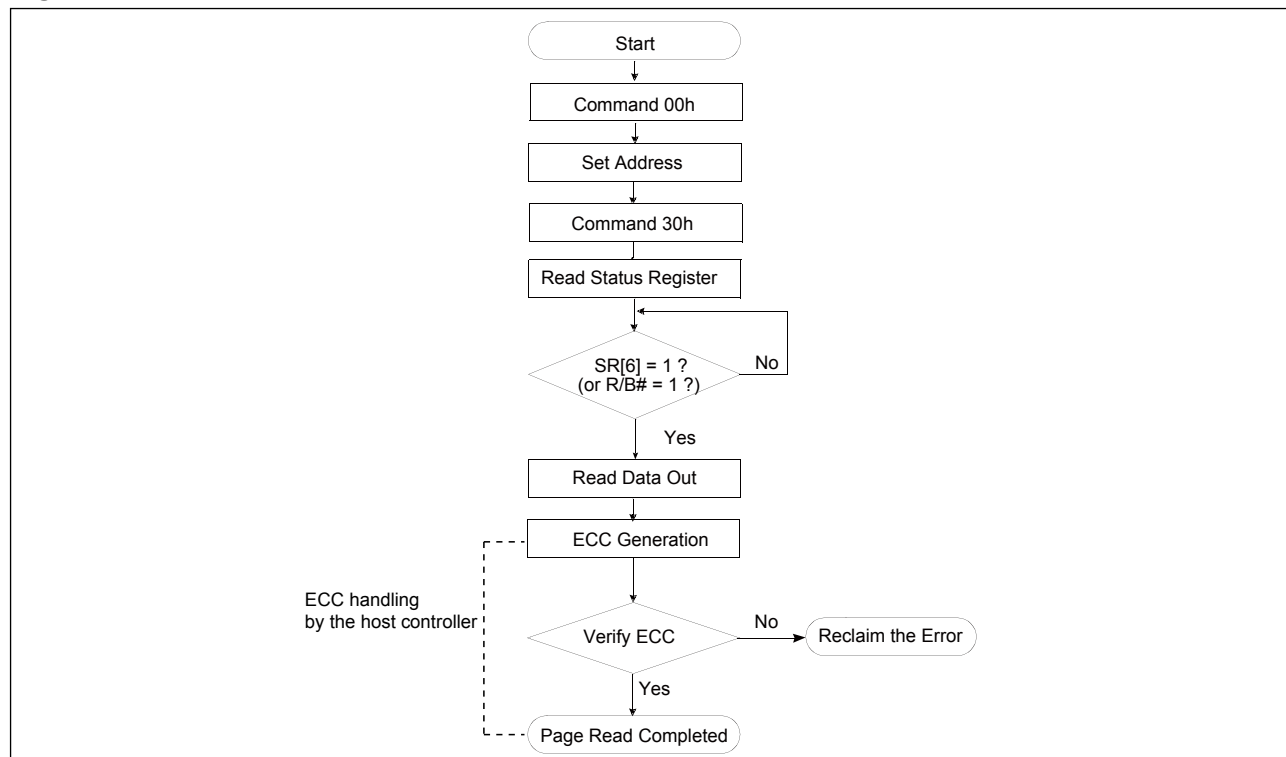 Start
Command 00h
Set Address
Command 30h
Read Status Register
SR[6] = 1 ?
(or R/B# = 1 ?)
No
Yes
Read Data Out
ECC Generation
ECC handling
by the host controller
Verify ECC
No
Reclaim the Error
Yes
Page Read Completed